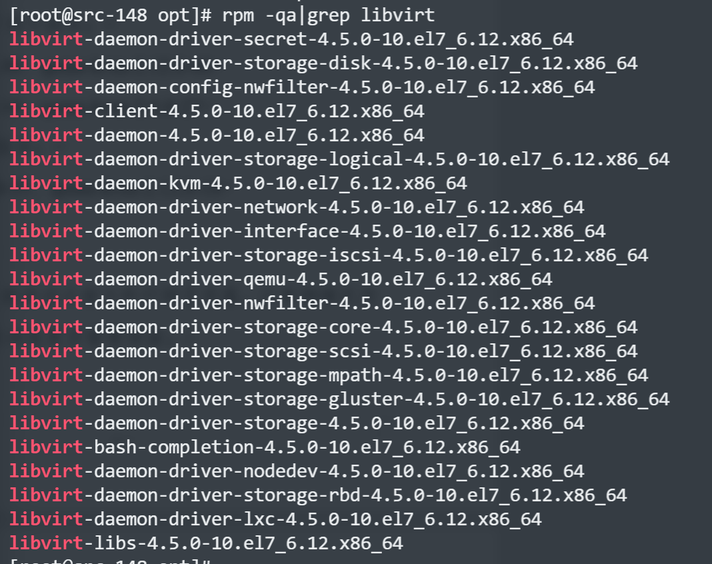 [root@src-148 opt]# rpm -qa|grep libvirt
libvirt-daemon-driver-secret-4.5.0-10.el7_6.12.x86_64
libvirt-daemon-driver-storage-disk-4.5.0-10.el7_6.12.x86_64
libvirt-daemon-config-nwfilter-4.5.0-10.el7_6.12.x86_64
libvirt-client-4.5.0-10.el7_6.12.x86_64
libvirt-daemon-4.5.0-10.el7_6.12.x86_64
libvirt-daemon-driver-storage-logical-4.5.0-10.el7_6.12.x86_64
libvirt-daemon-kvm-4.5.0-10.el7_6.12.x86_64
libvirt-daemon-driver-network-4.5.0-10.el7_6.12.x86_64
libvirt-daemon-driver-interface-4.5.0-10.el7_6.12.x86_64
libvirt-daemon-driver-storage-iscsi-4.5.0-10.el7_6.12.x86_64
libvirt-daemon-driver-qemu-4.5.0-10.el7_6.12.x86_64
libvirt-daemon-driver-nwfilter-4.5.0-10.el7_6.12.x86_64
libvirt-daemon-driver-storage-core-4.5.0-10.el7_6.12.x86_64
libvirt-daemon-driver-storage-scsi-4.5.0-10.el7_6.12.x86_64
libvirt-daemon-driver-storage-mpath-4.5.0-10.el7_6.12.x86_64
libvirt-daemon-driver-storage-gluster-4.5.0-10.el7_6.12.x86_64
libvirt-daemon-driver-storage-4.5.0-10.el7_6.12.x86_64
libvirt-bash-completion-4.5.0-10.el7_6.12.x86_64
libvirt-daemon-driver-nodedev-4.5.0-10.el7_6.12.x86_64
libvirt-daemon-driver-storage-rbd-4.5.0-10.el7_6.12.x86_64
libvirt-daemon-driver-lxc-4.5.0-10.el7_6.12.x86_64
libvirt-libs-4.5.0-10.el7_6.12.x86_64
[root@src-148 opt]#